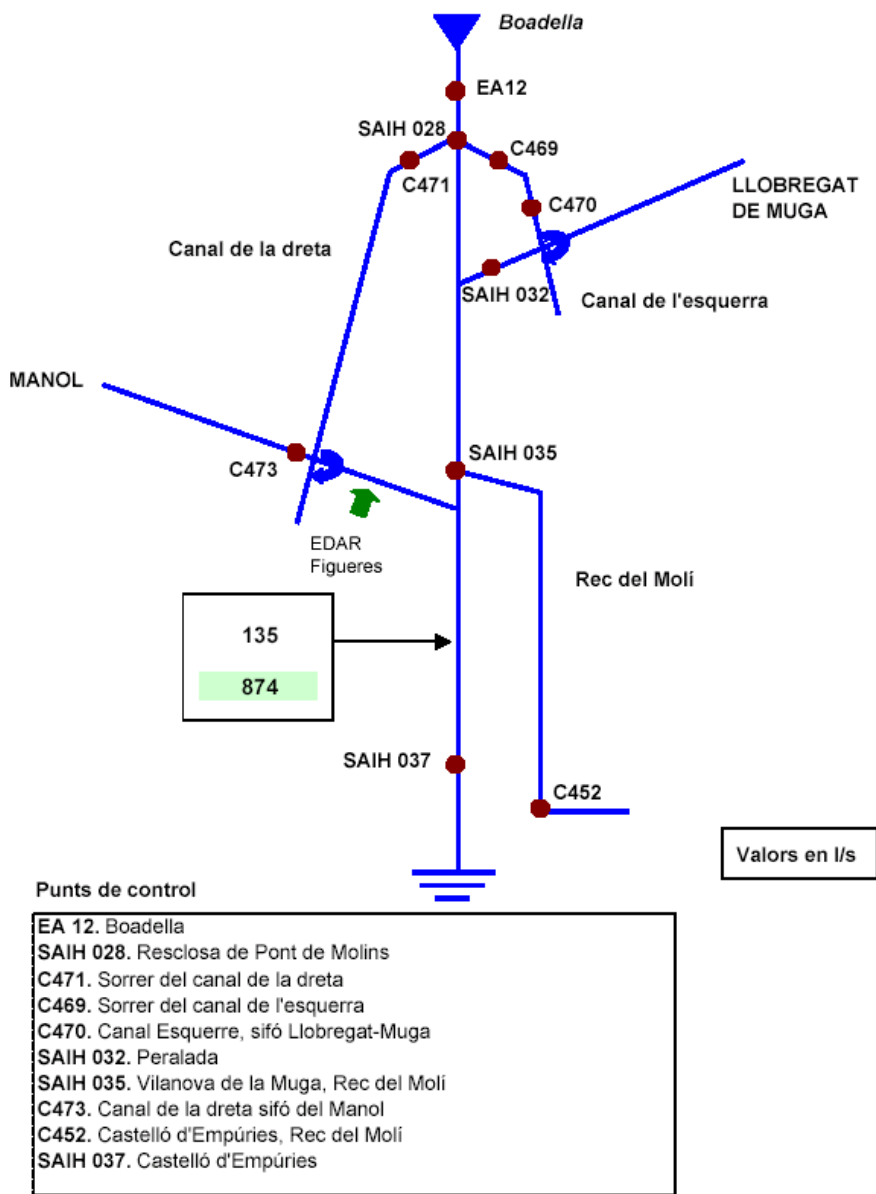 Boadella
EA12
SAIH 028
C469
C471
C470
LLOBREGAT
DE MUGA
Canal de la dreta
SAIH 032
Canal de l'esquerra
MANOL
C473
SAIH 035
EDAR
Figueres
Rec del Molí
135
874
SAIH 037
C452
Valors en l/s
Punts de control
EA 12. Boadella
SAIH 028. Resclosa de Pont de Molins
C471. Sorrer del canal de la dreta
C469. Sorrer del canal de l'esquerra
C470. Canal Esquerre, sifó Llobregat-Muga
SAIH 032. Peralada
SAIH 035. Vilanova de la Muga, Rec del Molí
C473. Canal de la dreta sifó del Manol
C452. Castelló d'Empúries, Rec del Molí
SAIH 037. Castelló d'Empúries